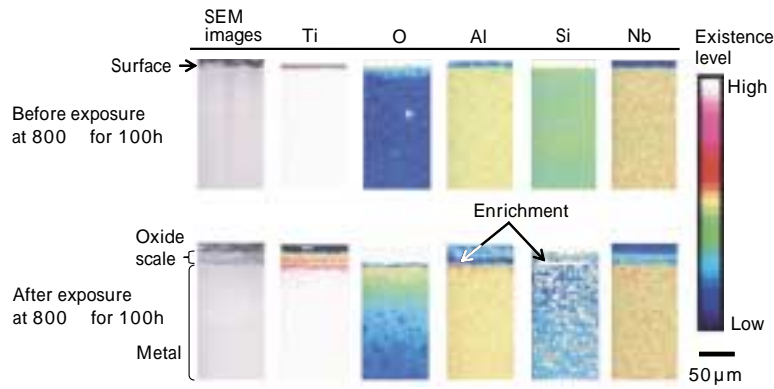 SEM
images
Ti
O
Al
Si
Nb
Existence
level
Surface
High
Before exposure
at 800 for 100h
Enrichment
Oxide
scale
After exposure
at 800 for 100h
Metal
Low
50μm